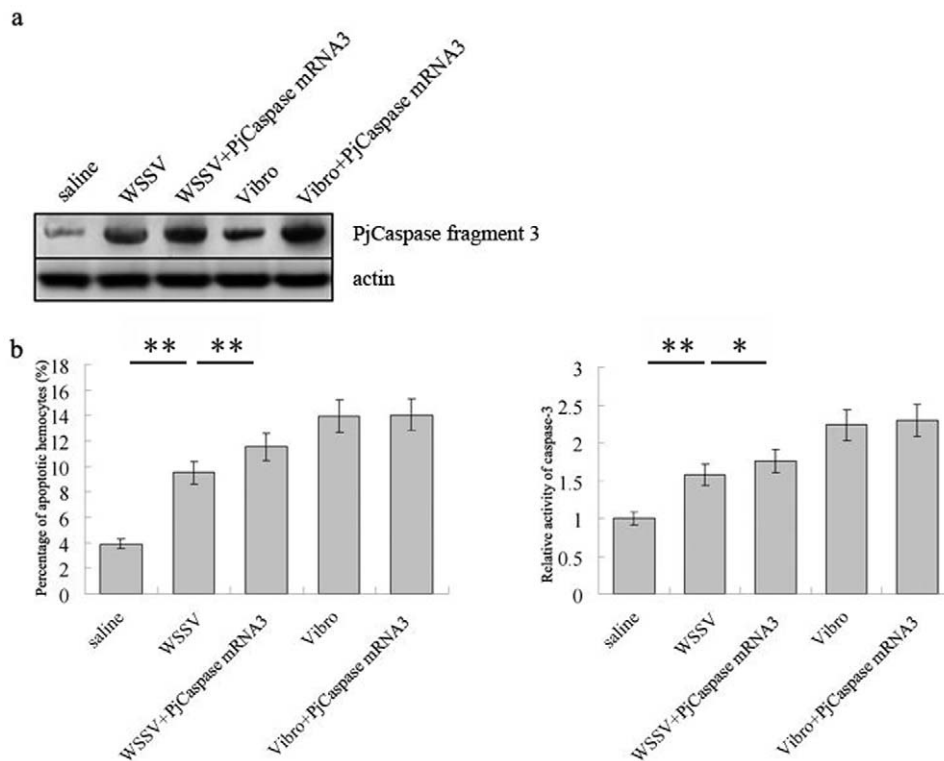 a
saline
WSSV
WSSV+PjCaspase mRNA3
Vibro
Vibro+PjCaspase mRNA3
PjCaspase fragment 3
actin
b
** **
Percentage of apoptotic hemocytes (%)
18
16
14
12
10
8
6
4
2
0
saline
WSSV
WSSV+PjCaspase mRNA3
Vibro
Vibro+PjCaspase mRNA3
** *
Relative activity of caspase-3
3
2.5
2
1.5
1
0.5
0
saline
WSSV
WSSV+PjCaspase mRNA3
Vibro
Vibro+PjCaspase mRNA3